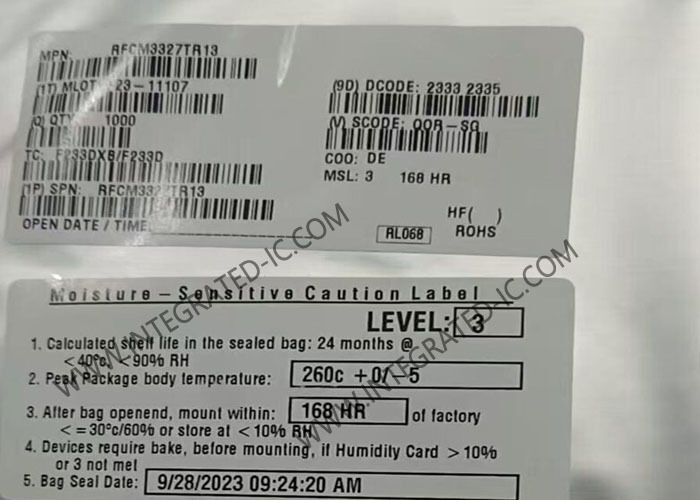 MPN: RFCM3327TR13
(1T) MLOT 23-11107
(Q) QTY 1000
TC: F233DXB/F233D
(1P) SPN: RFCM3327TR13
OPEN DATE / TIME
(9D) DCODE: 2333 2335
(V) SCODE: OOR-SG
COO: DE
MSL: 3 168 HR
HF( )
RL068 ROHS
Moisture - Sensitive Caution Label
LEVEL: 3
1. Calculated shelf life in the sealed bag: 24 months @
<40°c, <90% RH
2. Peak Package body temperature: 260c +0/-5
3. After bag openend, mount within: 168 HR of factory
< = 30°c/60% or store at < 10% RH
4. Devices require bake, before mounting, if Humidity Card > 10%
or 3 not met
5. Bag Seal Date: 9/28/2023 09:24:20 AM
WWW.INTEGRATED-IC.COM
WWW.INTEGRATED-IC.COM